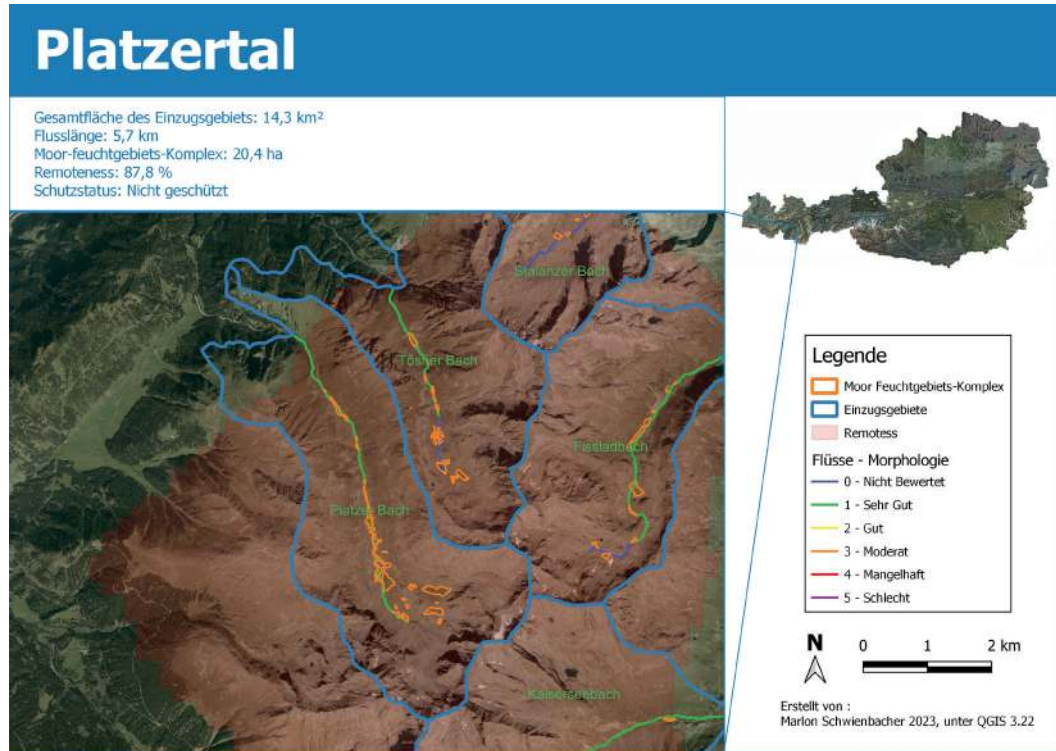 Platzertal
Gesamtfläche des Einzugsgebiets: 14,3 km²
Flusslänge: 5,7 km
Moor-feuchtgebiets-Komplex: 20,4 ha
Remoteness: 87,8 %
Schutzstatus: Nicht geschützt
Stalanzer Bach
Tösner Bach
Fissladbach
Platzer Bach
Kaiserseebach
Legende
Moor Feuchtgebiets-Komplex
Einzugsgebiete
Remotess
Flüsse - Morphologie
0 - Nicht Bewertet
1 - Sehr Gut
2 - Gut
3 - Moderat
4 - Mangelhaft
5 - Schlecht
N
0 1 2 km
Erstellt von :
Marlon Schwienbacher 2023, unter QGIS 3.22